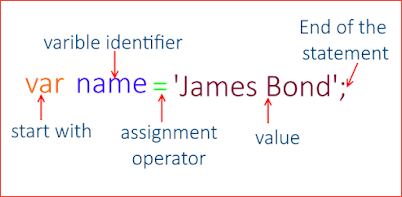 varible identifier
End of the
statement
var name = 'James Bond';
start with
assignment
operator
value